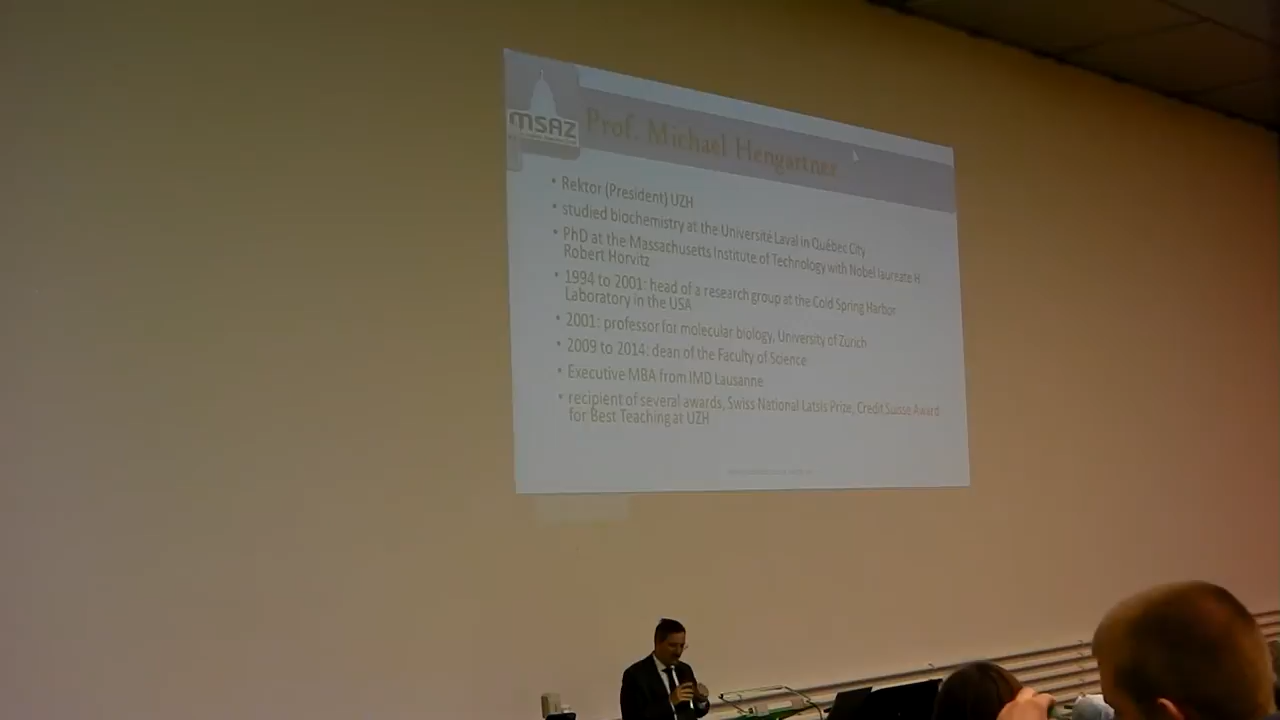 msaz
Prof. Michael Hengartner
• Rektor (President) UZH
• studied biochemistry at the Université Laval in Québec City
• PhD at the Massachusetts Institute of Technology with Nobel laureate H
Robert Horvitz
• 1994 to 2001: head of a research group at the Cold Spring Harbor
Laboratory in the USA
• 2001: professor for molecular biology, University of Zurich
• 2009 to 2014: dean of the Faculty of Science
• Executive MBA from IMD Lausanne
• recipient of several awards, Swiss National Latsis Prize, Credit Suisse Award
for Best Teaching at UZH